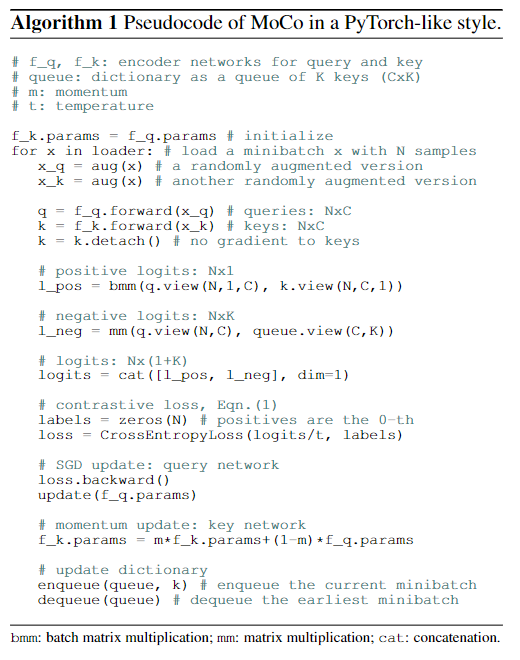 Algorithm 1 Pseudocode of MoCo in a PyTorch-like style.
# f_q, f_k: encoder networks for query and key
# queue: dictionary as a queue of K keys (CxK)
# m: momentum
# t: temperature
f_k.params = f_q.params # initialize
for x in loader: # load a minibatch x with N samples
x_q = aug(x) # a randomly augmented version
x_k = aug(x) # another randomly augmented version
q = f_q.forward(x_q) # queries: NxC
k = f_k.forward(x_k) # keys: NxC
k = k.detach() # no gradient to keys
# positive logits: Nx1
l_pos = bmm(q.view(N,1,C), k.view(N,C,1))
# negative logits: NxK
l_neg = mm(q.view(N,C), queue.view(C,K))
# logits: Nx(1+K)
logits = cat([l_pos, l_neg], dim=1)
# contrastive loss, Eqn.(1)
labels = zeros(N) # positives are the 0-th
loss = CrossEntropyLoss(logits/t, labels)
# SGD update: query network
loss.backward()
update(f_q.params)
# momentum update: key network
f_k.params = m*f_k.params+(1-m)*f_q.params
# update dictionary
enqueue(queue, k) # enqueue the current minibatch
dequeue(queue) # dequeue the earliest minibatch
bmm: batch matrix multiplication; mm: matrix multiplication; cat: concatenation.